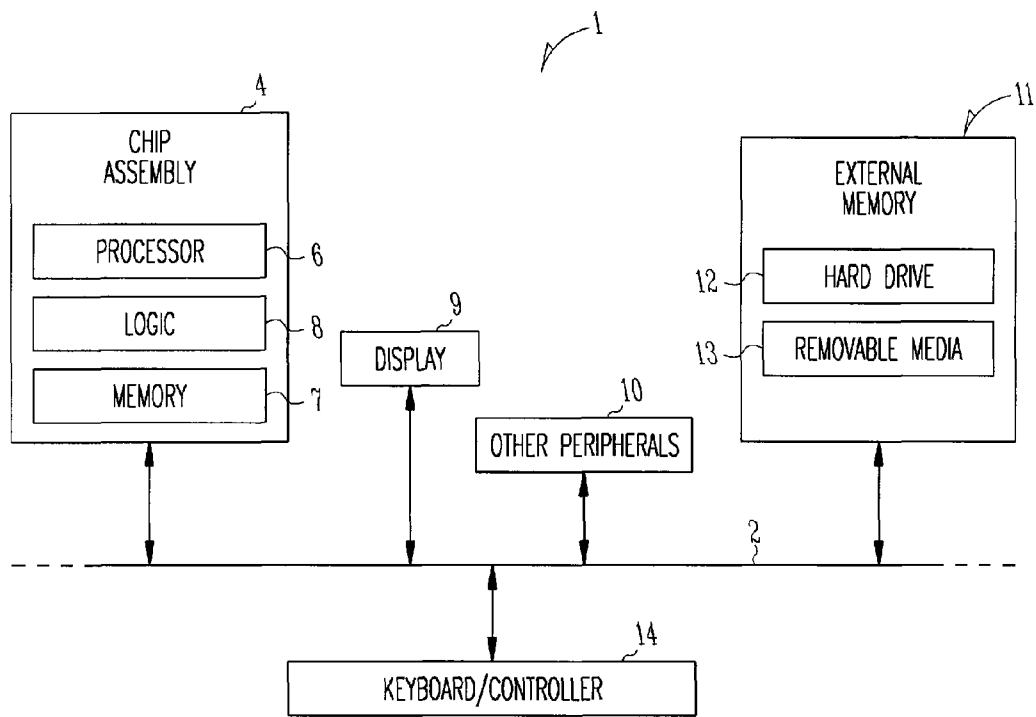 1
4
CHIP
ASSEMBLY
PROCESSOR
6
LOGIC
8
MEMORY
7
9
DISPLAY
10
OTHER PERIPHERALS
11
EXTERNAL
MEMORY
12
HARD DRIVE
13
REMOVABLE MEDIA
2
14
KEYBOARD/CONTROLLER